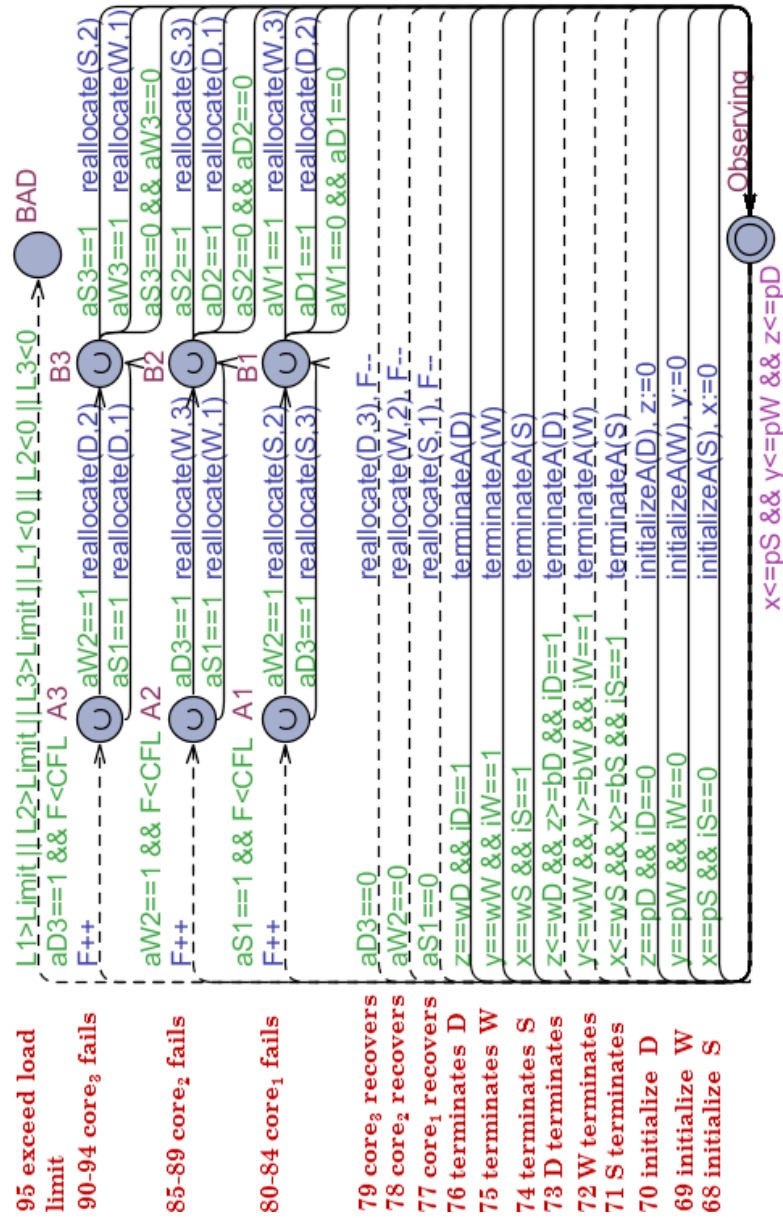 95 exceed load
limit
L1>Limit || L2>Limit || L3>Limit || L1<0 || L2<0 || L3<0
BAD
90-94 core₃ fails
aD3==1 && F<CFL
F++
A3
aW2==1 reallocate(D,2)
aS1==1 reallocate(D,1)
B3
aS3==1 reallocate(S,2)
aW3==1 reallocate(W,1)
aS3==0 && aW3==0
85-89 core₂ fails
aW2==1 && F<CFL
F++
A2
aD3==1 reallocate(W,3)
aS1==1 reallocate(W,1)
B2
aS2==1 reallocate(S,3)
aD2==1 reallocate(D,1)
aS2==0 && aD2==0
80-84 core₁ fails
aS1==1 && F<CFL
F++
A1
aW2==1 reallocate(S,2)
aD3==1 reallocate(S,3)
B1
aW1==1 reallocate(W,3)
aD1==1 reallocate(D,2)
aW1==0 && aD1==0
79 core₃ recovers aD3==0 reallocate(D,3), F--
78 core₂ recovers aW2==0 reallocate(W,2), F--
77 core₁ recovers aS1==0 reallocate(S,1), F--
76 terminates D z==wD && iD==1 terminateA(D)
75 terminates W y==wW && iW==1 terminateA(W)
74 terminates S x==wS && iS==1 terminateA(S)
73 D terminates z<=wD && z>=bD && iD==1 terminateA(D)
72 W terminates y<=wW && y>=bW && iW==1 terminateA(W)
71 S terminates x<=wS && x>=bS && iS==1 terminateA(S)
70 initialize D z==pD && iD==0 initializeA(D), z:=0
69 initialize W y==pW && iW==0 initializeA(W), y:=0
68 initialize S x==pS && iS==0 initializeA(S), x:=0
Observing
x<=pS && y<=pW && z<=pD